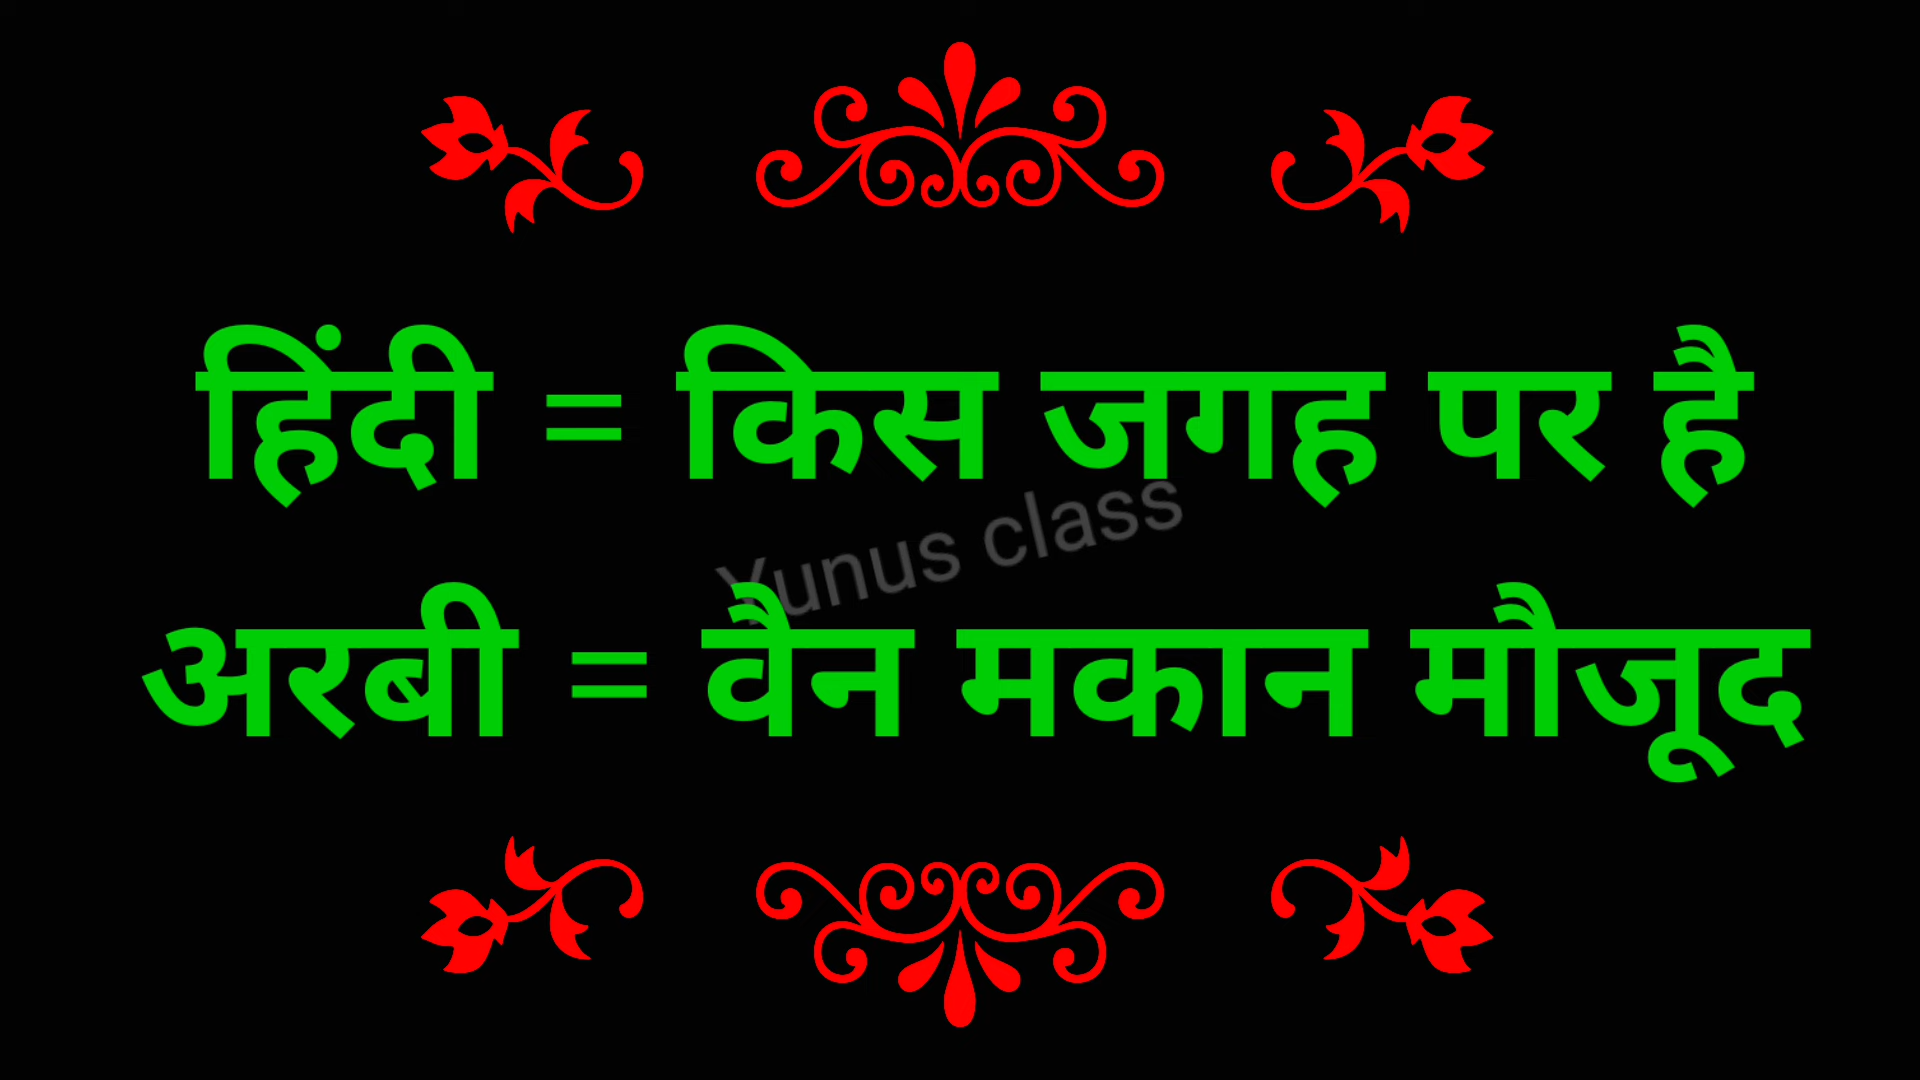 हिंदी = किस जगह पर है
Yunus class
अरबी = वैन मकान मौजूद